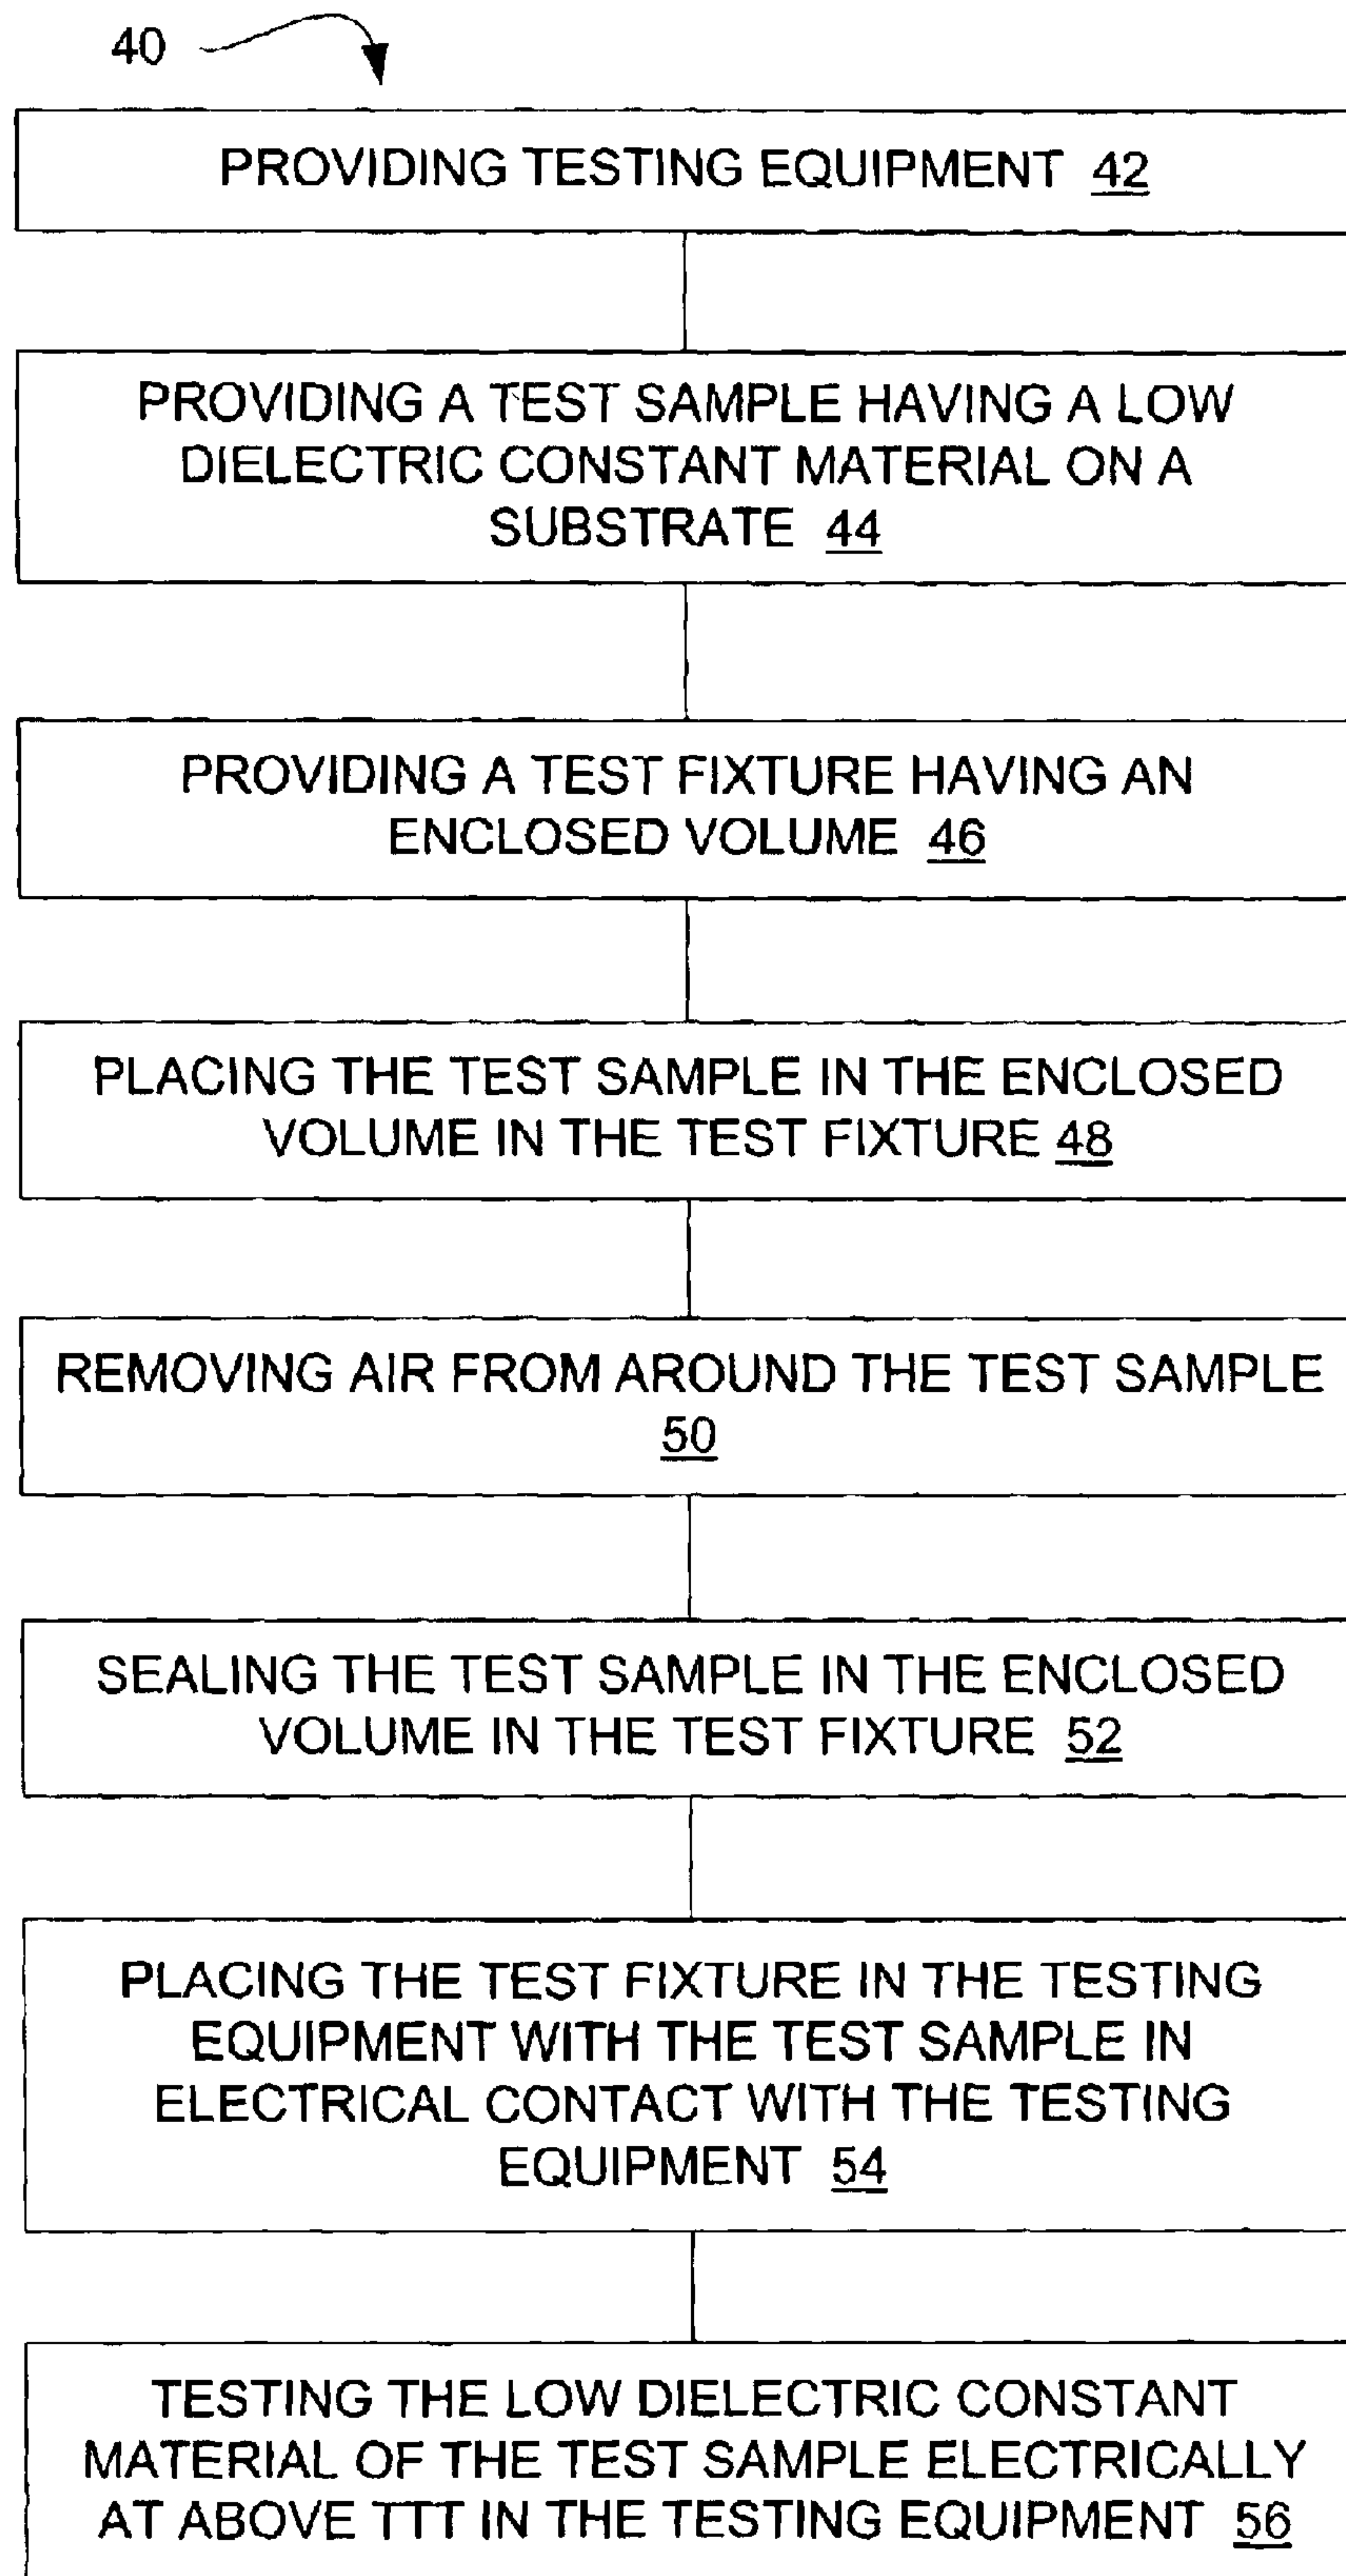 40
PROVIDING TESTING EQUIPMENT 42
PROVIDING A TEST SAMPLE HAVING A LOW
DIELECTRIC CONSTANT MATERIAL ON A
SUBSTRATE 44
PROVIDING A TEST FIXTURE HAVING AN
ENCLOSED VOLUME 46
PLACING THE TEST SAMPLE IN THE ENCLOSED
VOLUME IN THE TEST FIXTURE 48
REMOVING AIR FROM AROUND THE TEST SAMPLE
50
SEALING THE TEST SAMPLE IN THE ENCLOSED
VOLUME IN THE TEST FIXTURE 52
PLACING THE TEST FIXTURE IN THE TESTING
EQUIPMENT WITH THE TEST SAMPLE IN
ELECTRICAL CONTACT WITH THE TESTING
EQUIPMENT 54
TESTING THE LOW DIELECTRIC CONSTANT
MATERIAL OF THE TEST SAMPLE ELECTRICALLY
AT ABOVE TTT IN THE TESTING EQUIPMENT 56